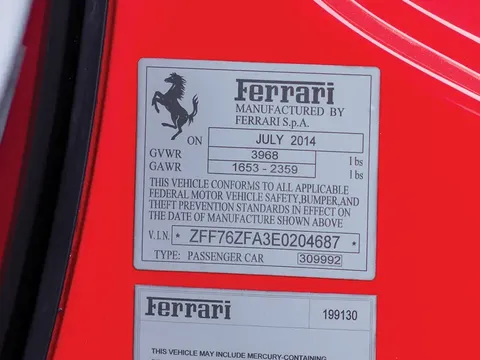 Ferrari
MANUFACTURED BY
FERRARI S.p.A.
ON JULY 2014
GVWR 3968 lbs
GAWR 1653 - 2359 lbs
THIS VEHICLE CONFORMS TO ALL APPLICABLE
FEDERAL MOTOR VEHICLE SAFETY,BUMPER,AND
THEFT PREVENTION STANDARDS IN EFFECT ON
THE DATE OF MANUFACTURE SHOWN ABOVE
V.I.N. * ZFF76ZFA3E0204687 *
TYPE: PASSENGER CAR 309992
Ferrari 199130
THIS VEHICLE MAY INCLUDE MERCURY-CONTAINING